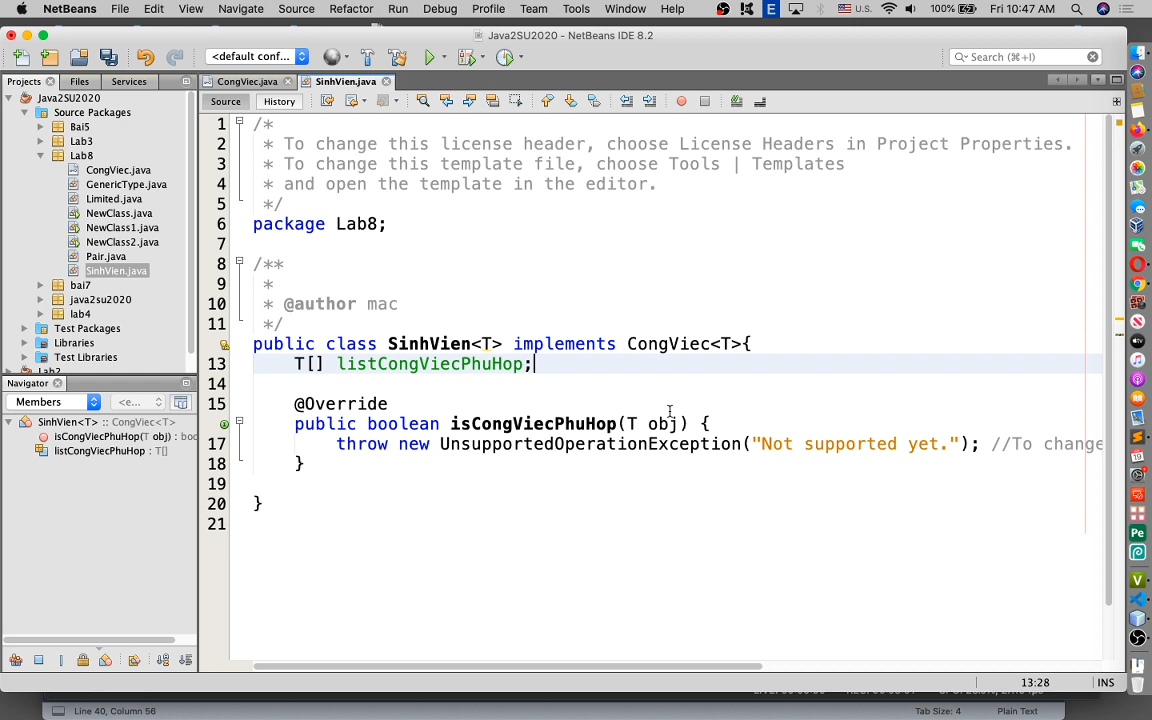 NetBeans File Edit View Navigate Source Refactor Run Debug Profile Team Tools Window Help E U.S. 100% Fri 10:47 AM
Java2SU2020 - NetBeans IDE 8.2
<default conf... Search (⌘+I)
Projects Files Services
CongViec.java SinhVien.java
Source History
Java2SU2020
Source Packages
Bai5
Lab3
Lab8
CongViec.java
GenericType.java
Limited.java
NewClass.java
NewClass1.java
NewClass2.java
Pair.java
SinhVien.java
bai7
java2su2020
lab4
Test Packages
Libraries
Test Libraries
Lab2
Navigator
Members <e...
SinhVien<T> :: CongViec<T>
isCongViecPhuHop(T obj) : boo
listCongViecPhuHop : T[]
1 /*
2 * To change this license header, choose License Headers in Project Properties.
3 * To change this template file, choose Tools | Templates
4 * and open the template in the editor.
5 */
6 package Lab8;
7
8 /**
9 *
10 * @author mac
11 */
12 public class SinhVien<T> implements CongViec<T>{
13 T[] listCongViecPhuHop;
14
15 @Override
16 public boolean isCongViecPhuHop(T obj) {
17 throw new UnsupportedOperationException("Not supported yet."); //To change
18 }
19
20 }
21
13:28 INS
Line 40, Column 56 Tab Size: 4 Plain Text